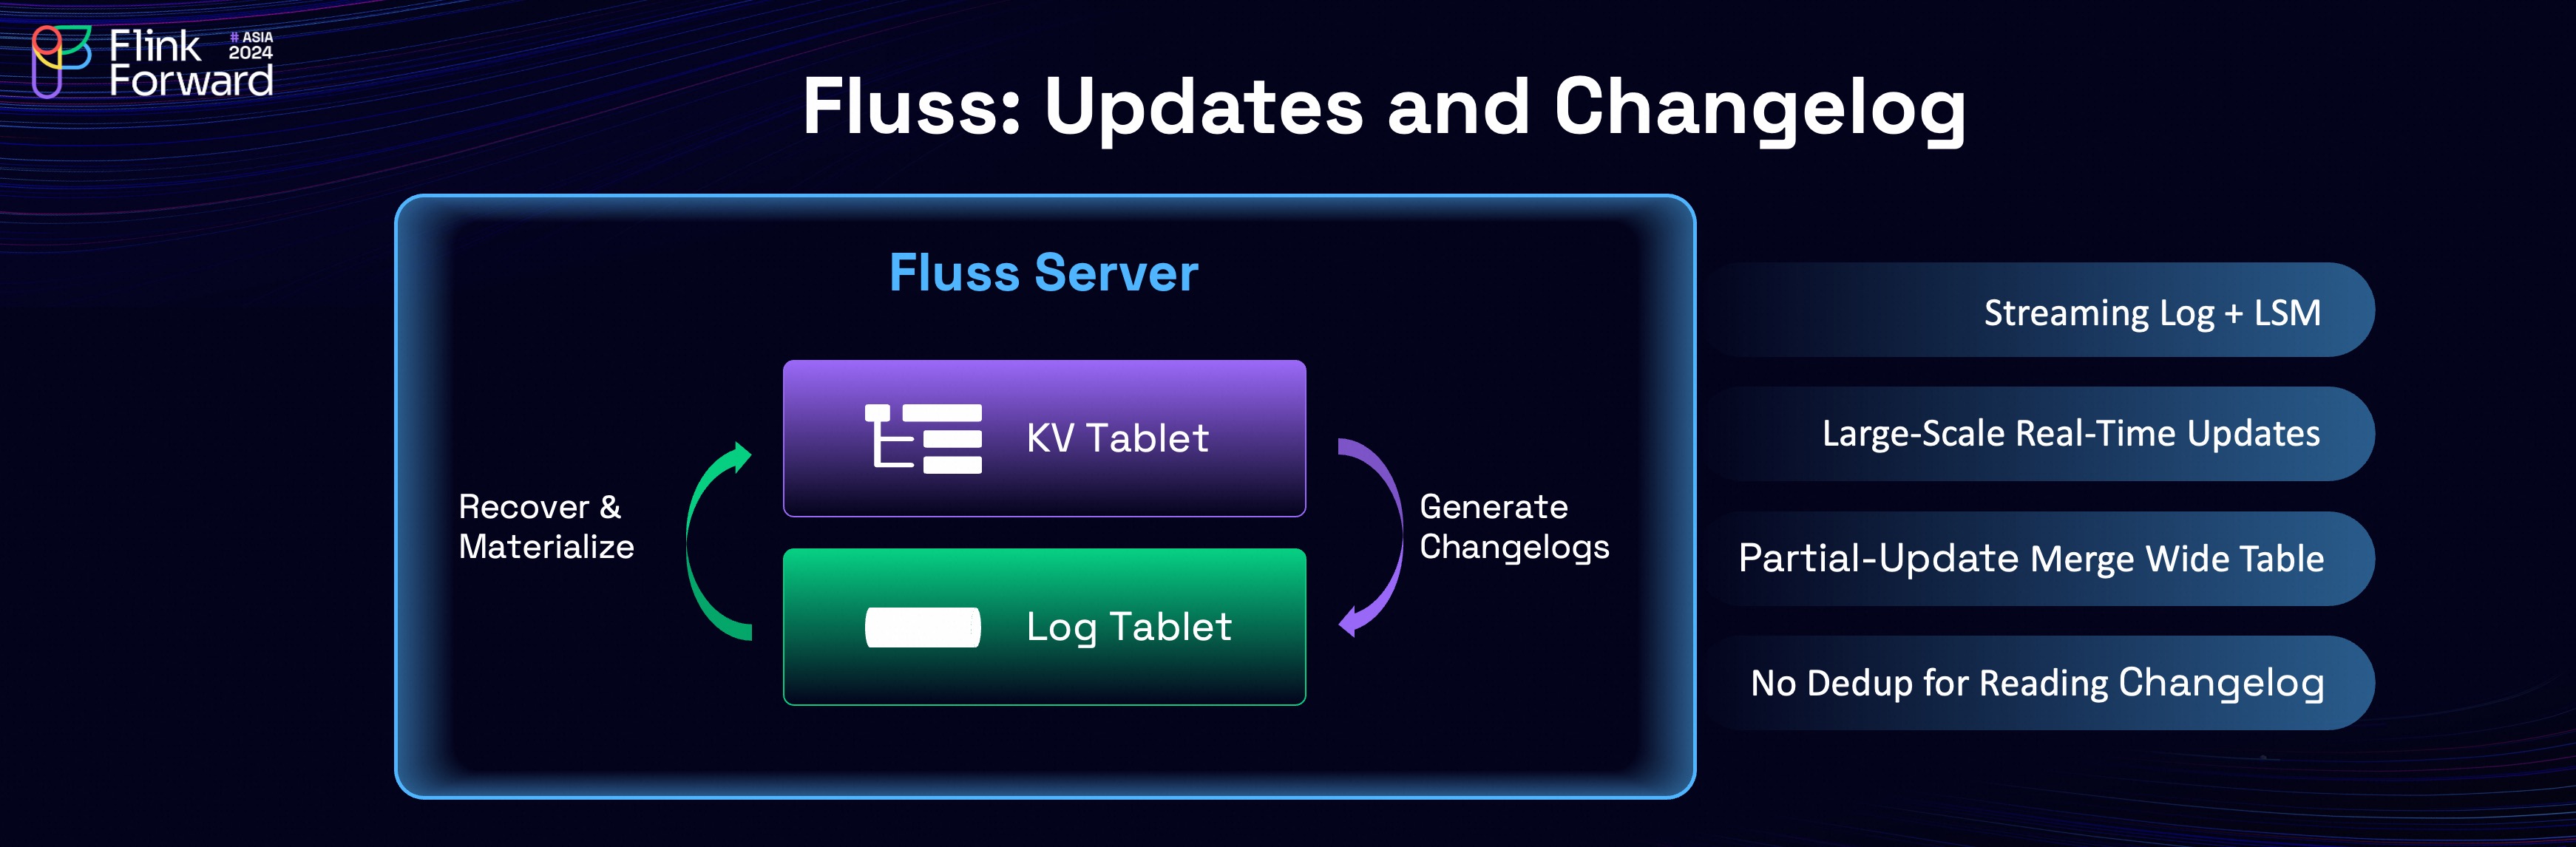 Flink
Forward
# ASIA
2024
Fluss: Updates and Changelog
Fluss Server
KV Tablet
Log Tablet
Recover &
Materialize
Generate
Changelogs
Streaming Log + LSM
Large-Scale Real-Time Updates
Partial-Update Merge Wide Table
No Dedup for Reading Changelog